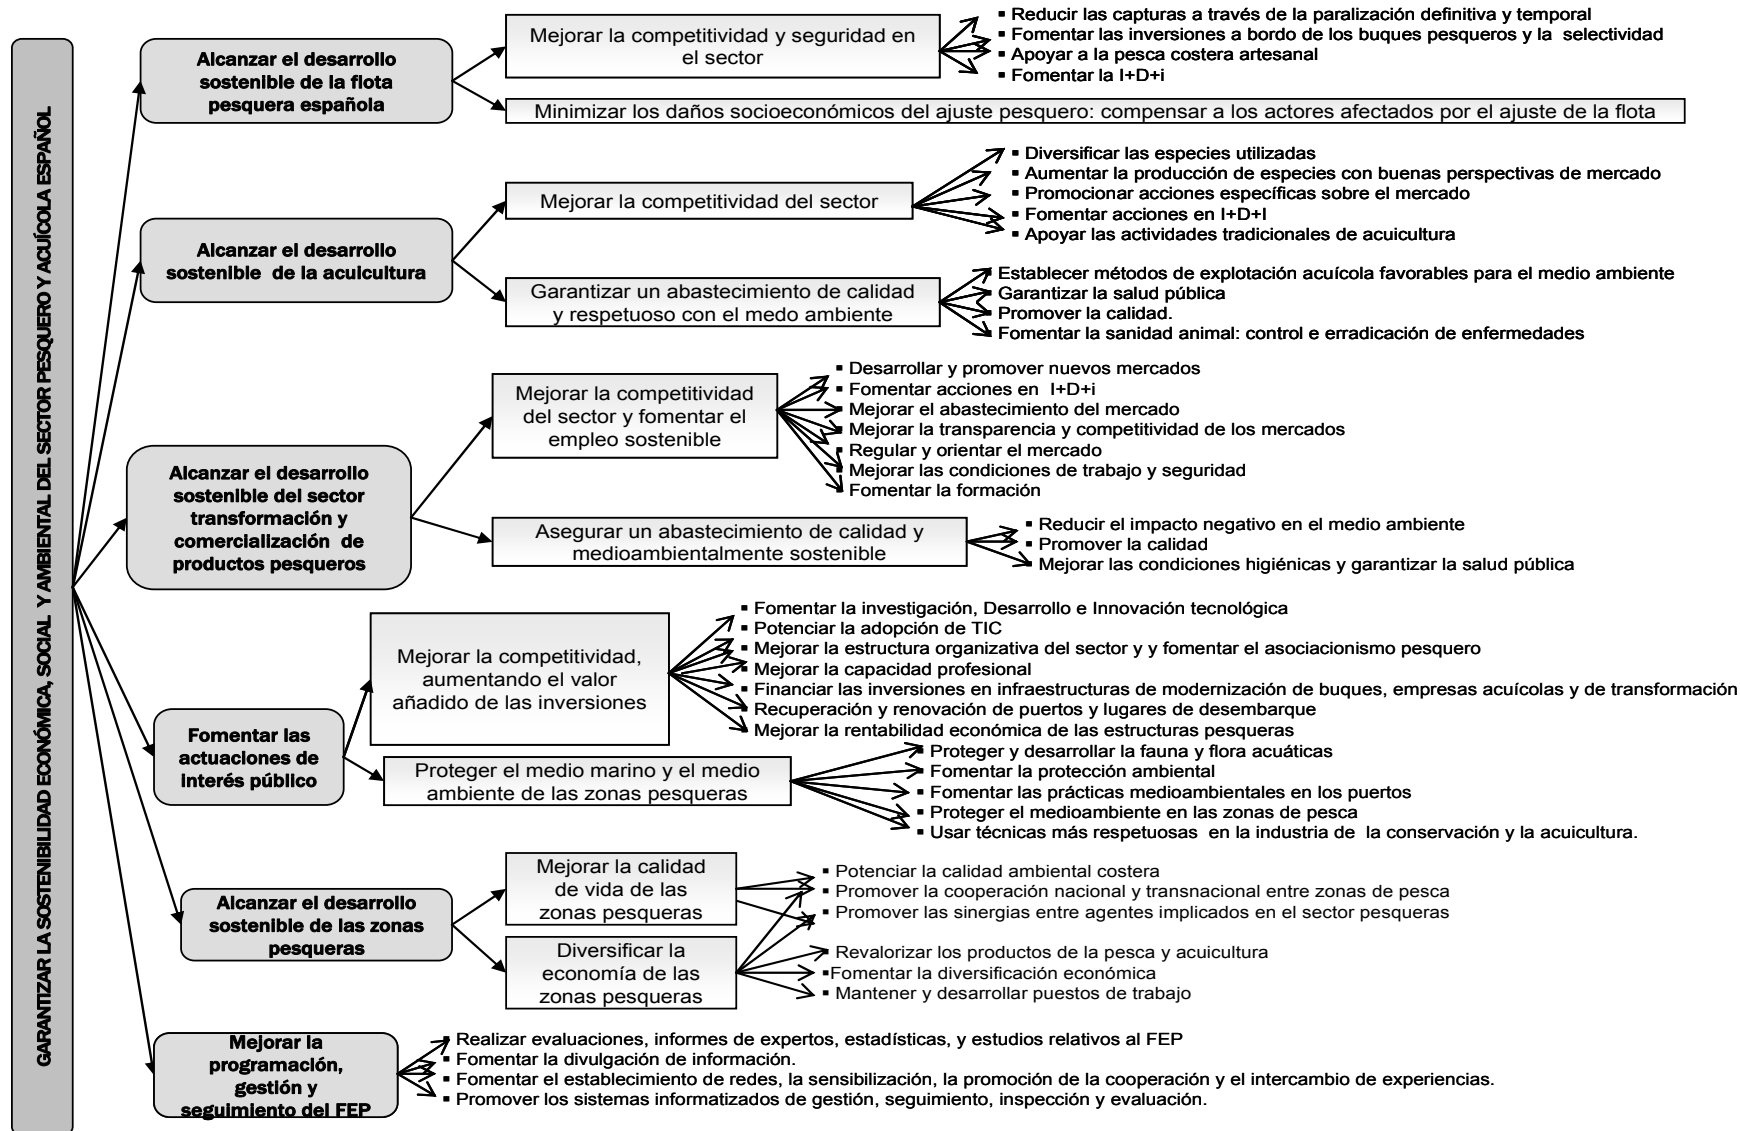 GARANTIZAR LA SOSTENIBILIDAD ECONÓMICA, SOCIAL Y AMBIENTAL DEL SECTOR PESQUERO Y ACUÍCOLA ESPAÑOL
Alcanzar el desarrollo
sostenible de la flota
pesquera española
Mejorar la competitividad y seguridad en
el sector
▪ Reducir las capturas a través de la paralización definitiva y temporal
▪ Fomentar las inversiones a bordo de los buques pesqueros y la selectividad
▪ Apoyar a la pesca costera artesanal
▪ Fomentar la I+D+i
Minimizar los daños socioeconómicos del ajuste pesquero: compensar a los actores afectados por el ajuste de la flota
Alcanzar el desarrollo
sostenible de la acuicultura
Mejorar la competitividad del sector
▪ Diversificar las especies utilizadas
▪ Aumentar la producción de especies con buenas perspectivas de mercado
▪ Promocionar acciones específicas sobre el mercado
▪ Fomentar acciones en I+D+I
▪ Apoyar las actividades tradicionales de acuicultura
Garantizar un abastecimiento de calidad
y respetuoso con el medo ambiente
▪ Establecer métodos de explotación acuícola favorables para el medio ambiente
▪ Garantizar la salud pública
▪ Promover la calidad.
▪ Fomentar la sanidad animal: control e erradicación de enfermedades
Alcanzar el desarrollo
sostenible del sector
transformación y
comercialización de
productos pesqueros
Mejorar la competitividad
del sector y fomentar el
empleo sostenible
▪ Desarrollar y promover nuevos mercados
▪ Fomentar acciones en I+D+i
▪ Mejorar el abastecimiento del mercado
▪ Mejorar la transparencia y competitividad de los mercados
▪ Regular y orientar el mercado
▪ Mejorar las condiciones de trabajo y seguridad
▪ Fomentar la formación
Asegurar un abastecimiento de calidad y
medioambientalmente sostenible
▪ Reducir el impacto negativo en el medio ambiente
▪ Promover la calidad
▪ Mejorar las condiciones higiénicas y garantizar la salud pública
Fomentar las
actuaciones de
interés público
Mejorar la competitividad,
aumentando el valor
añadido de las inversiones
▪ Fomentar la investigación, Desarrollo e Innovación tecnológica
▪ Potenciar la adopción de TIC
▪ Mejorar la estructura organizativa del sector y y fomentar el asociacionismo pesquero
▪ Mejorar la capacidad profesional
▪ Financiar las inversiones en infraestructuras de modernización de buques, empresas acuícolas y de transformación
▪ Recuperación y renovación de puertos y lugares de desembarque
▪ Mejorar la rentabilidad económica de las estructuras pesqueras
Proteger el medio marino y el medio
ambiente de las zonas pesqueras
▪ Proteger y desarrollar la fauna y flora acuáticas
▪ Fomentar la protección ambiental
▪ Fomentar las prácticas medioambientales en los puertos
▪ Proteger el medioambiente en las zonas de pesca
▪ Usar técnicas más respetuosas en la industria de la conservación y la acuicultura.
Alcanzar el desarrollo
sostenible de las zonas
pesqueras
Mejorar la calidad
de vida de las
zonas pesqueras
▪ Potenciar la calidad ambiental costera
▪ Promover la cooperación nacional y transnacional entre zonas de pesca
▪ Promover las sinergias entre agentes implicados en el sector pesqueras
Diversificar la
economía de las
zonas pesqueras
▪ Revalorizar los productos de la pesca y acuicultura
▪Fomentar la diversificación económica
▪ Mantener y desarrollar puestos de trabajo
Mejorar la
programación,
gestión y
seguimiento del FEP
▪ Realizar evaluaciones, informes de expertos, estadísticas, y estudios relativos al FEP
▪ Fomentar la divulgación de información.
▪ Fomentar el establecimiento de redes, la sensibilización, la promoción de la cooperación y el intercambio de experiencias.
▪ Promover los sistemas informatizados de gestión, seguimiento, inspección y evaluación.